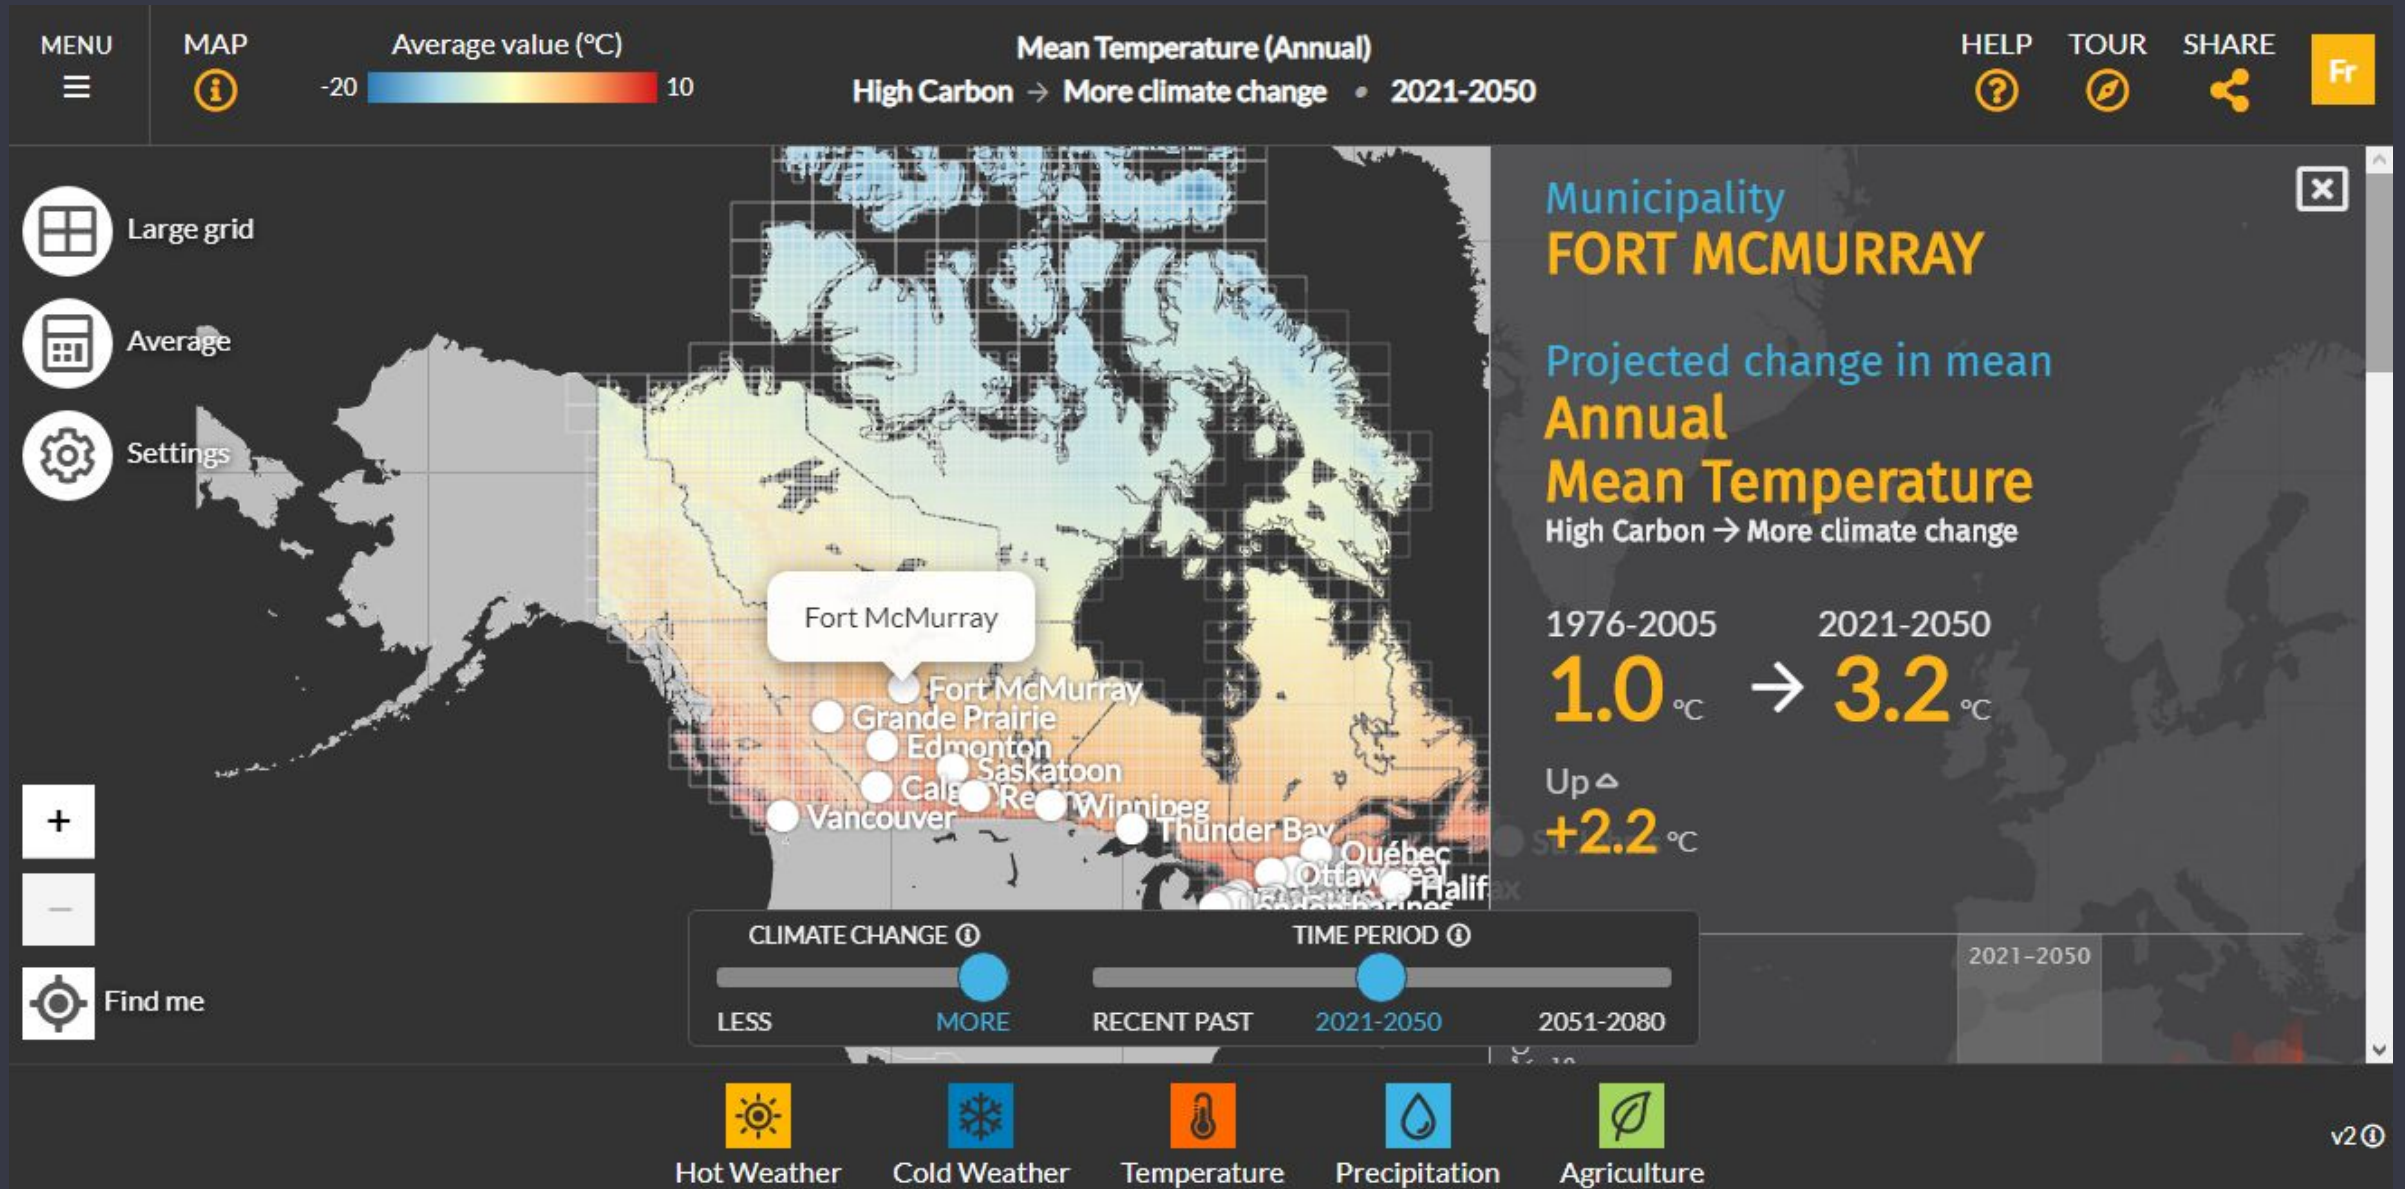 MENU
MAP
Average value (°C)
-20
10
Mean Temperature (Annual)
High Carbon → More climate change • 2021-2050
HELP
TOUR
SHARE
Fr
Large grid
Average
Settings
Municipality
FORT MCMURRAY
Projected change in mean
Annual
Mean Temperature
High Carbon → More climate change
1976-2005
2021-2050
1.0 °C → 3.2 °C
Up
+2.2 °C
Fort McMurray
Fort McMurray
Grande Prairie
Edmonton
Saskatoon
Winnipeg
Vancouver
Thunder Bay
Québec
Halifax
+
−
Find me
CLIMATE CHANGE
LESS
MORE
TIME PERIOD
RECENT PAST
2021-2050
2051-2080
2021-2050
Hot Weather
Cold Weather
Temperature
Precipitation
Agriculture
v2